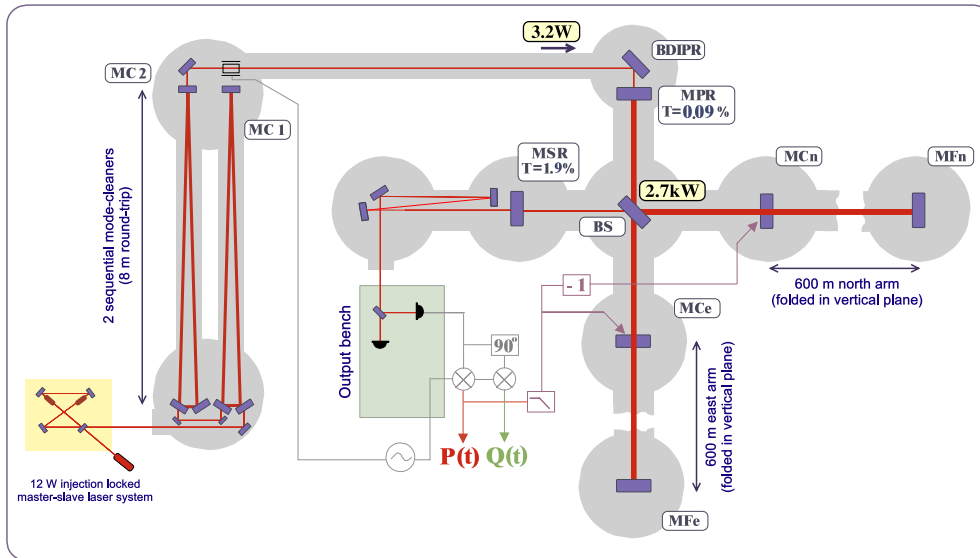 3.2W
BDIPR
MC 2
MPR
T=0.09 %
MC 1
MSR
T=1.9%
MCn
MFn
2.7kW
BS
2 sequential mode-cleaners
(8 m round-trip)
600 m north arm
(folded in vertical plane)
- 1
MCe
Output bench
90°
600 m east arm
(folded in vertical plane)
P(t)
Q(t)
12 W injection locked
master-slave laser system
MFe